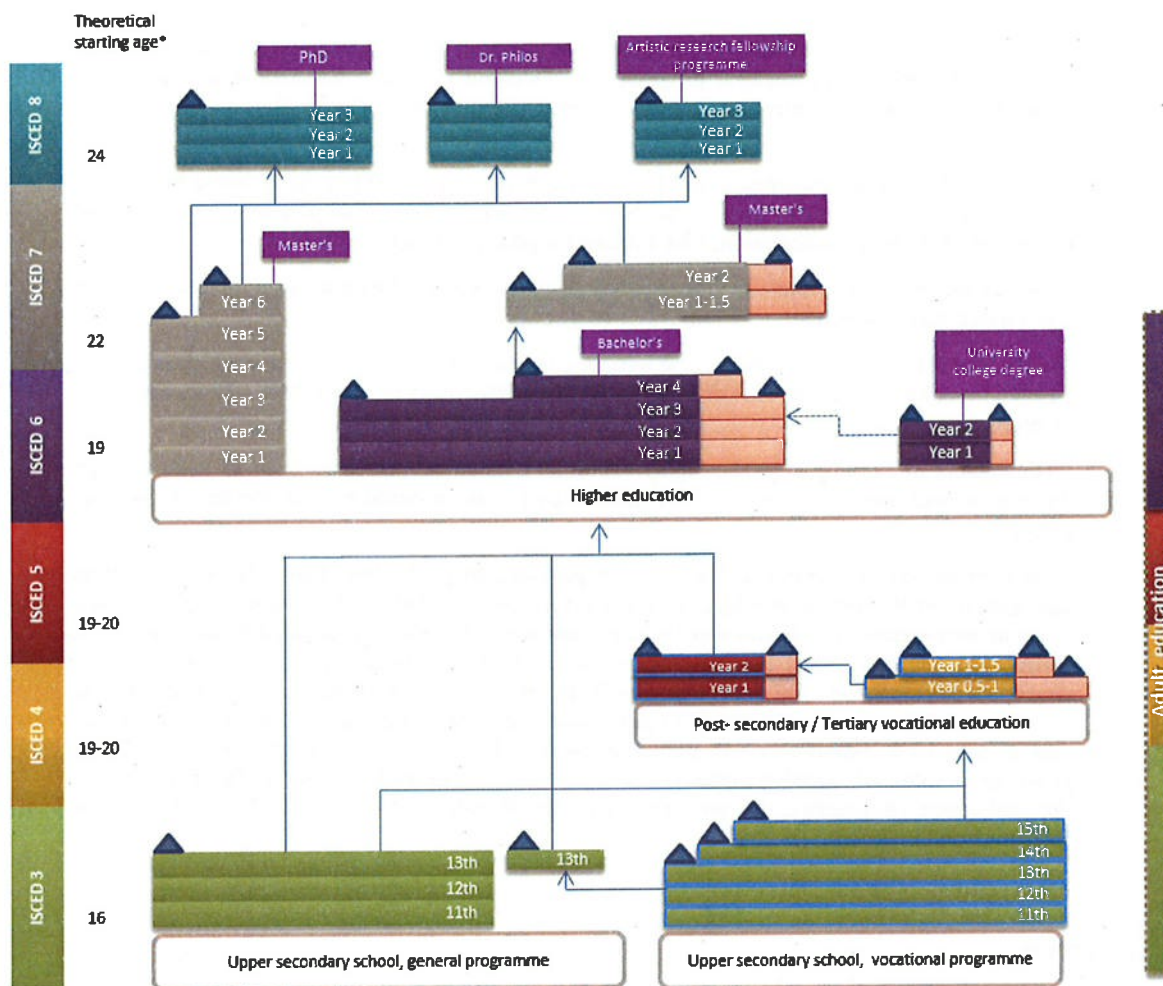 Theoretical
starting age*
ISCED 8
ISCED 7
ISCED 6
ISCED 5
ISCED 4
ISCED 3
24
22
19
19-20
19-20
16
PhD
Dr. Philos
Artistic research fellowship
programme
Year 3
Year 2
Year 1
Year 3
Year 2
Year 1
Master's
Year 6
Year 5
Year 4
Year 3
Year 2
Year 1
Master's
Year 2
Year 1-1.5
Bachelor's
Year 4
Year 3
Year 2
Year 1
University
college degree
Year 2
Year 1
Higher education
Year 2
Year 1
Year 1-1.5
Year 0.5-1
Post- secondary / Tertiary vocational education
13th
12th
11th
13th
15th
14th
13th
12th
11th
Upper secondary school, general programme
Upper secondary school, vocational programme
Adult education